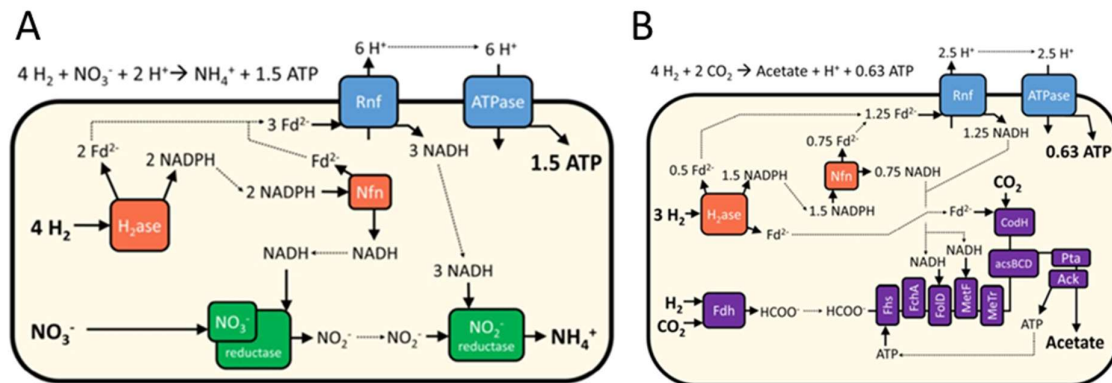 A
4 H₂ + NO₃⁻ + 2 H⁺→ NH₄⁺ + 1.5 ATP
6 H⁺
6 H⁺
Rnf
ATPase
3 Fd²⁻
2 Fd²⁻
2 NADPH
Fd²⁻
3 NADH
1.5 ATP
2 NADPH
Nfn
4 H₂
H₂ase
NADH
NADH
3 NADH
NO₃⁻
NO₃⁻
reductase
NO₂⁻
NO₂⁻
NO₂⁻
reductase
NH₄⁺
B
4 H₂ + 2 CO₂ → Acetate + H⁺ + 0.63 ATP
2.5 H⁺
2.5 H⁺
Rnf
ATPase
1.25 Fd²⁻
0.75 Fd²⁻
1.25 NADH
0.63 ATP
0.5 Fd²⁻
1.5 NADPH
Nfn
0.75 NADH
CO₂
3 H₂
H₂ase
1.5 NADPH
Fd²⁻
Fd²⁻
CodH
NADH
NADH
acsBCD
Pta
Ack
H₂
CO₂
Fdh
HCOO⁻
HCOO⁻
Fhs
FchA
FolD
MetF
MeTr
ATP
ATP
Acetate